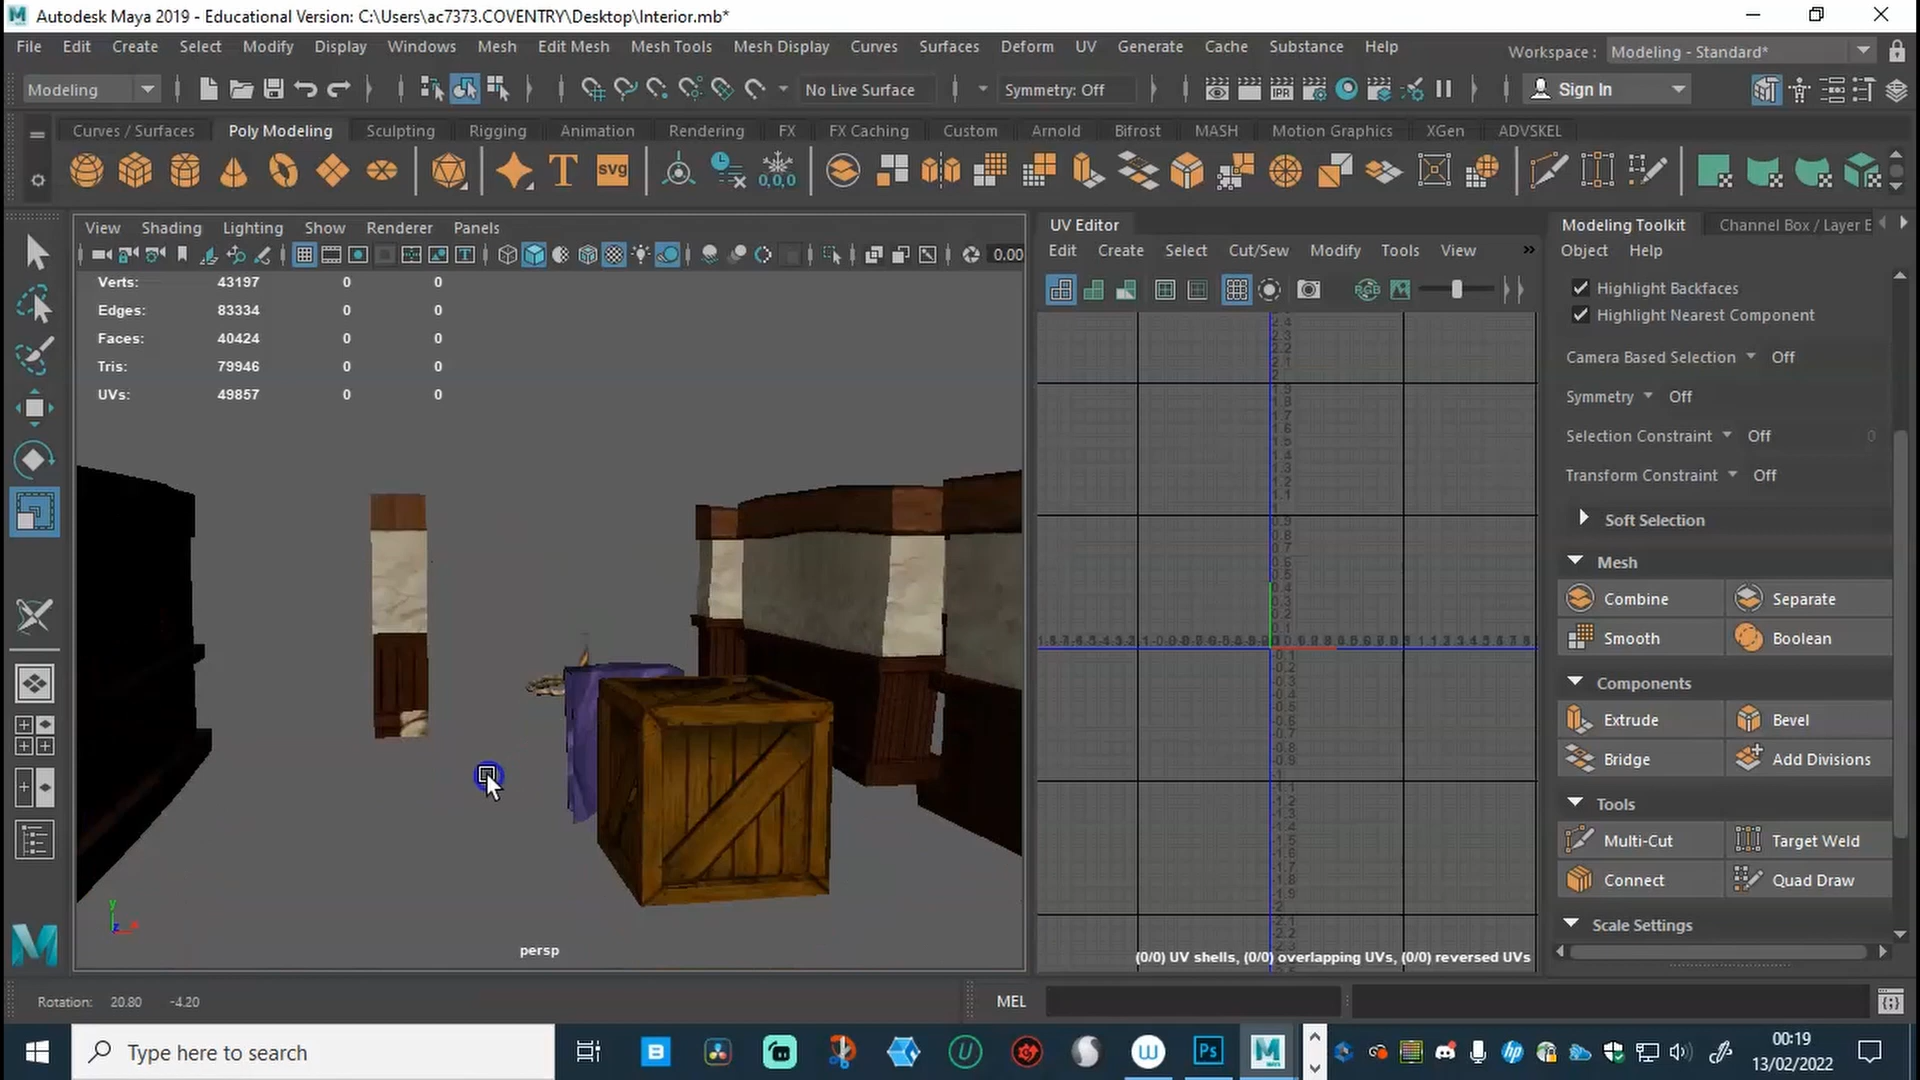 Autodesk Maya 2019 - Educational Version: C:\Users\ac7373.COVENTRY\Desktop\Interior.mb*
File Edit Create Select Modify Display Windows Mesh Edit Mesh Mesh Tools Mesh Display Curves Surfaces Deform UV Generate Cache Substance Help
Workspace : Modeling - Standard*
Modeling No Live Surface Symmetry: Off Sign In
Curves / Surfaces Poly Modeling Sculpting Rigging Animation Rendering FX FX Caching Custom Arnold Bifrost MASH Motion Graphics XGen ADVSKEL
T svg 0,0,0
View Shading Lighting Show Renderer Panels
0.00
Verts: 43197 0 0
Edges: 83334 0 0
Faces: 40424 0 0
Tris: 79946 0 0
UVs: 49857 0 0
persp
UV Editor
Edit Create Select Cut/Sew Modify Tools View »
(0/0) UV shells, (0/0) overlapping UVs, (0/0) reversed UVs
Modeling Toolkit Channel Box / Layer E
Object Help
Highlight Backfaces
Highlight Nearest Component
Camera Based Selection Off
Symmetry Off
Selection Constraint Off 0
Transform Constraint Off
Soft Selection
Mesh
Combine Separate
Smooth Boolean
Components
Extrude Bevel
Bridge Add Divisions
Tools
Multi-Cut Target Weld
Connect Quad Draw
Scale Settings
Rotation: 20.80 -4.20
MEL
Type here to search
00:19
13/02/2022